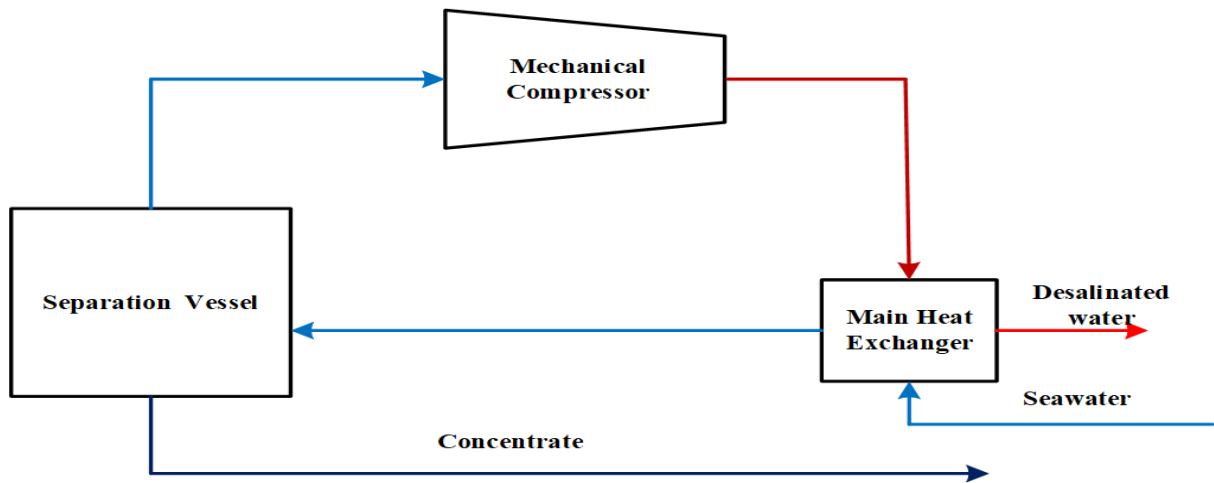 Mechanical
Compressor
Separation Vessel
Main Heat
Exchanger
Desalinated
water
Seawater
Concentrate